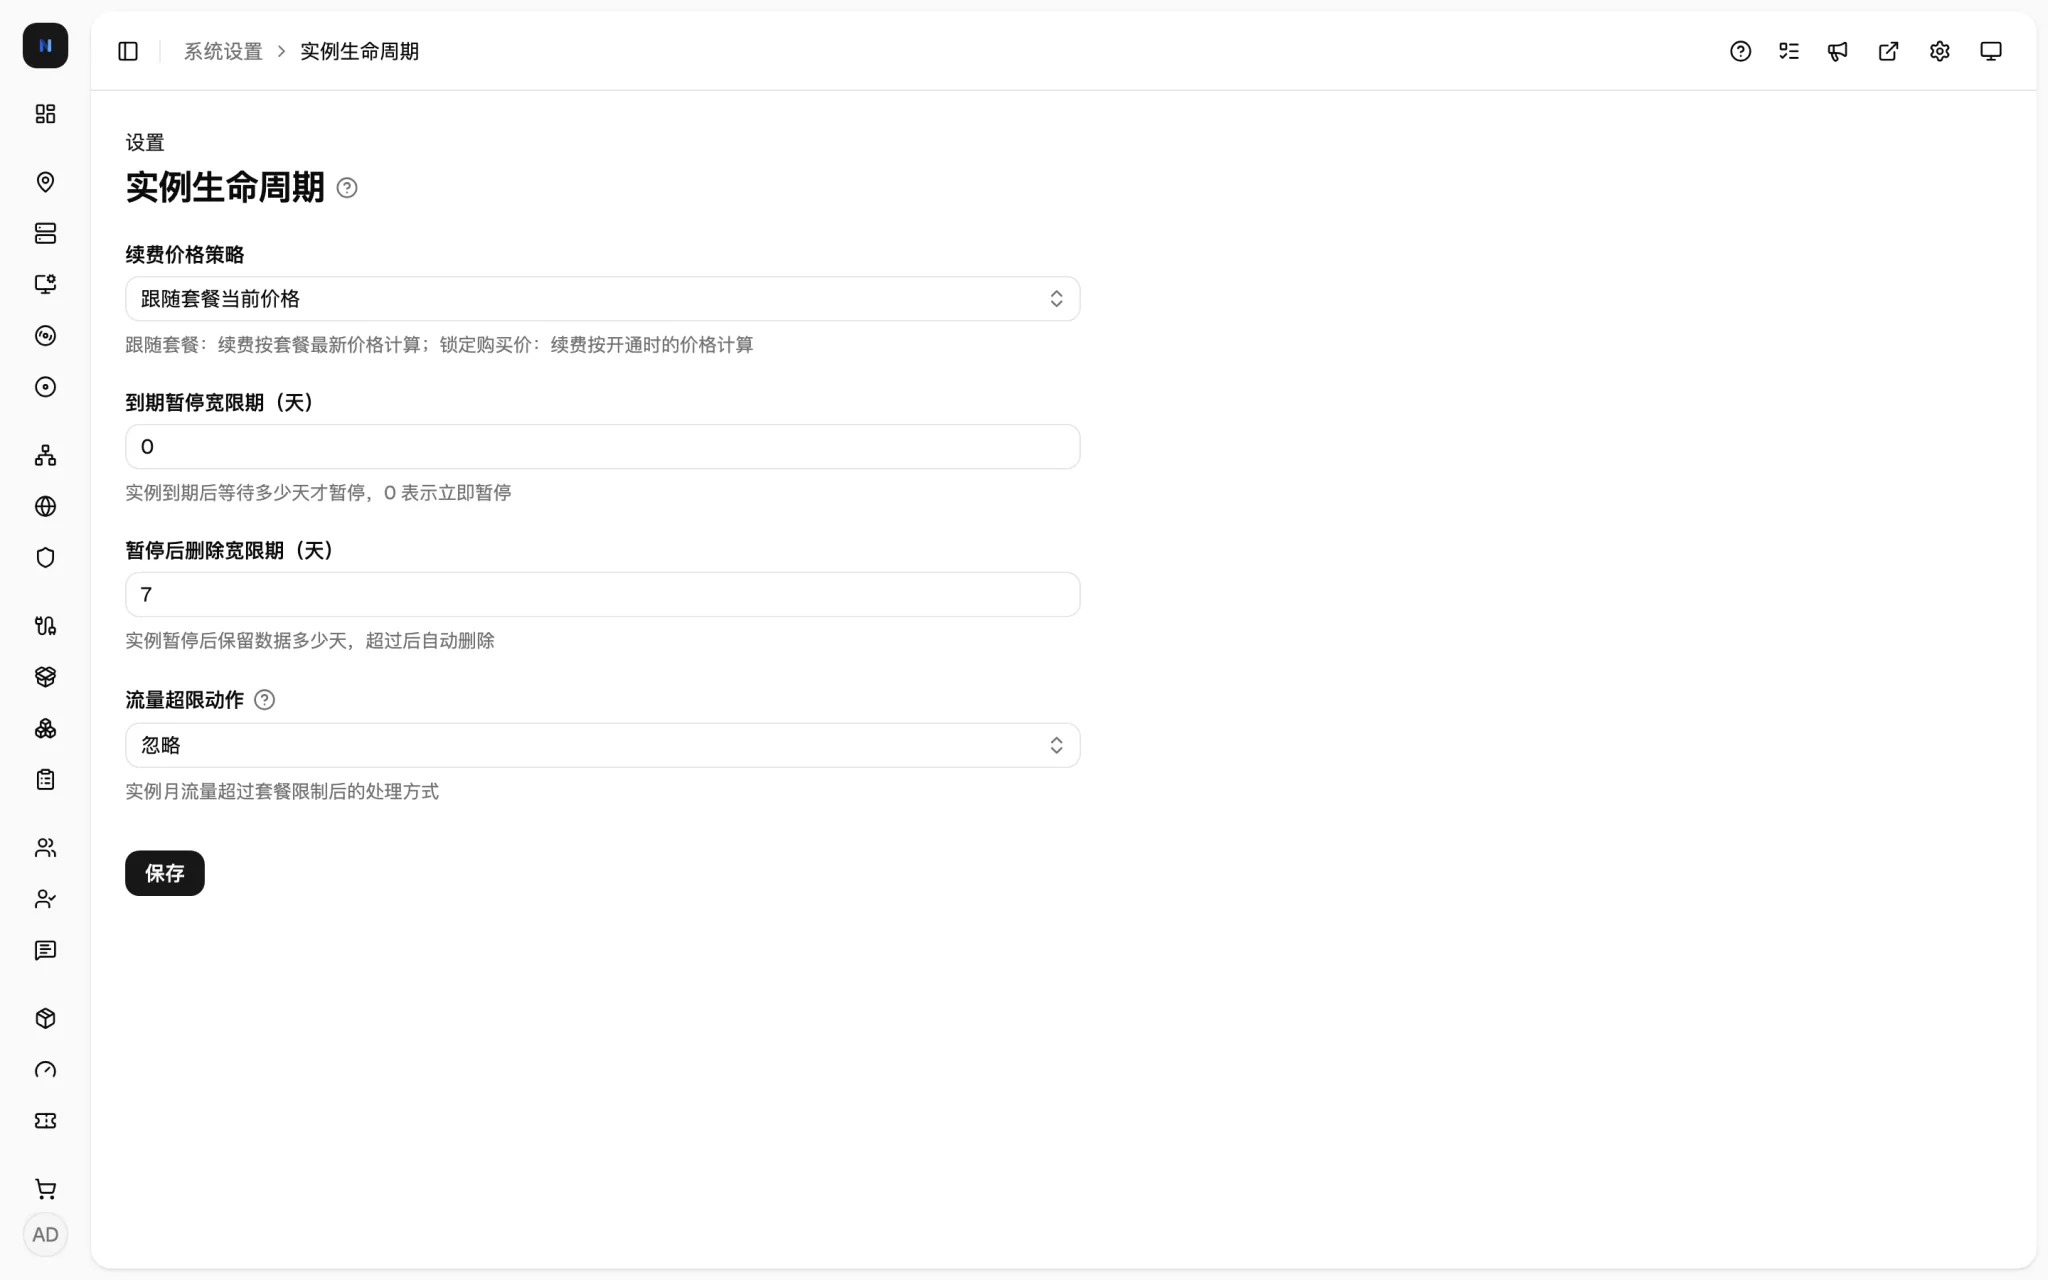 N
系统设置 > 实例生命周期
设置
实例生命周期
续费价格策略
跟随套餐当前价格
跟随套餐：续费按套餐最新价格计算；锁定购买价：续费按开通时的价格计算
到期暂停宽限期（天）
0
实例到期后等待多少天才暂停，0 表示立即暂停
暂停后删除宽限期（天）
7
实例暂停后保留数据多少天，超过后自动删除
流量超限动作
忽略
实例月流量超过套餐限制后的处理方式
保存
AD